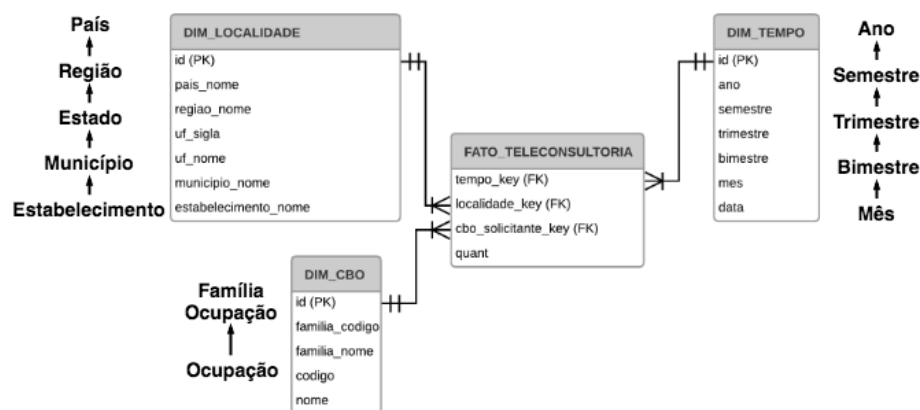 País
Região
Estado
Município
Estabelecimento
DIM_LOCALIDADE
id (PK)
pais_nome
regiao_nome
uf_sigla
uf_nome
municipio_nome
estabelecimento_nome
FATO_TELECONSULTORIA
tempo_key (FK)
localidade_key (FK)
cbo_solicitante_key (FK)
quant
DIM_TEMPO
id (PK)
ano
semestre
trimestre
bimestre
mes
data
Ano
Semestre
Trimestre
Bimestre
Mês
Família
Ocupação
Ocupação
DIM_CBO
id (PK)
familia_codigo
familia_nome
codigo
nome